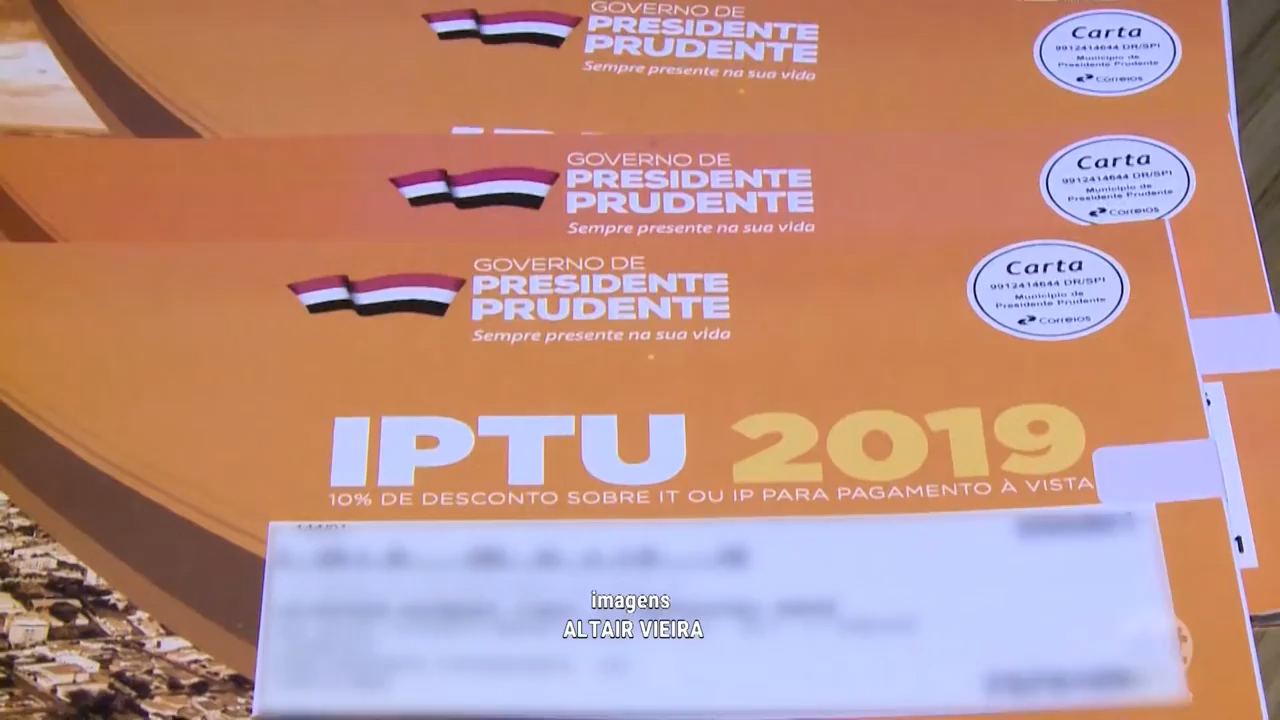 GOVERNO DE
PRESIDENTE
PRUDENTE
Sempre presente na sua vida
Carta
9912414644 DR/SPI
Município de
Presidente Prudente
Correios
GOVERNO DE
PRESIDENTE
PRUDENTE
Sempre presente na sua vida
Carta
9912414644 DR/SPI
Município de
Presidente Prudente
Correios
GOVERNO DE
PRESIDENTE
PRUDENTE
Sempre presente na sua vida
Carta
9912414644 DR/SPI
Município de
Presidente Prudente
Correios
IPTU 2019
10% DE DESCONTO SOBRE IT OU IP PARA PAGAMENTO À VISTA
1
imagens
ALTAIR VIEIRA